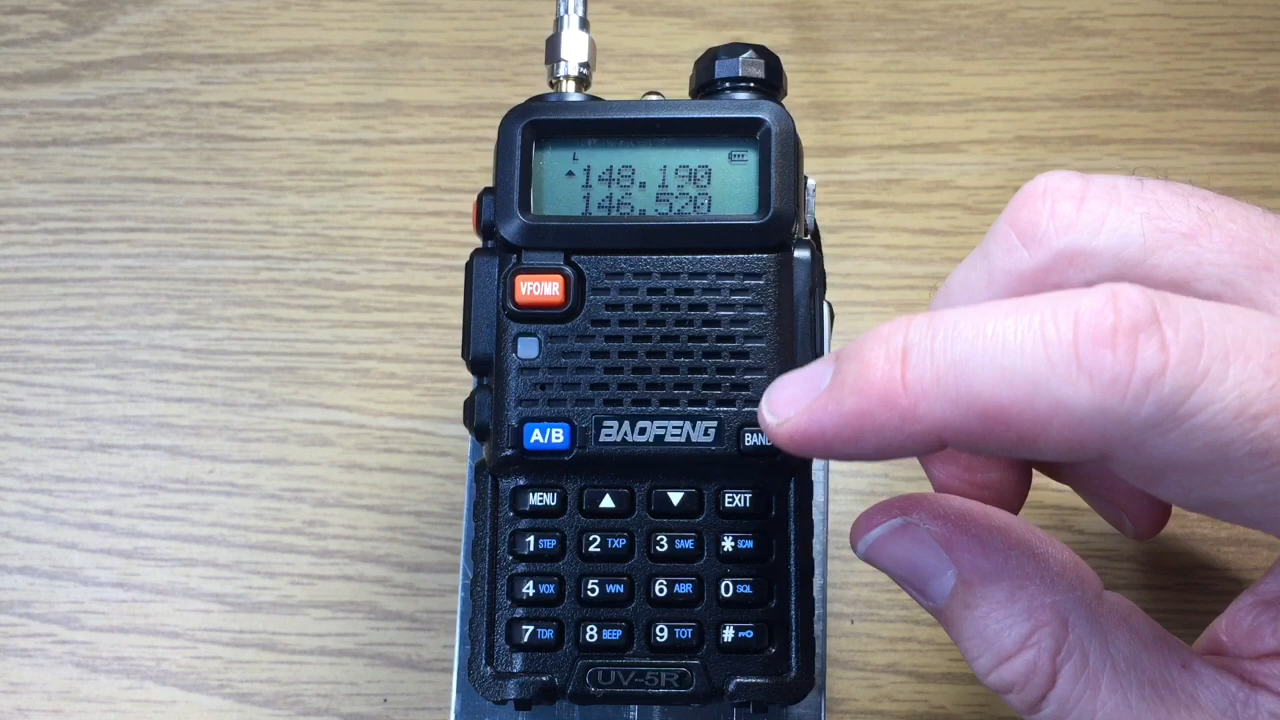 L
148.190
146.520
VFO/MR
A/B BAOFENG BAND
MENU ▲ ▼ EXIT
1 STEP 2 TXP 3 SAVE * SCAN
4 VOX 5 WN 6 ABR 0 SQL
7 TDR 8 BEEP 9 TOT #
UV-5R